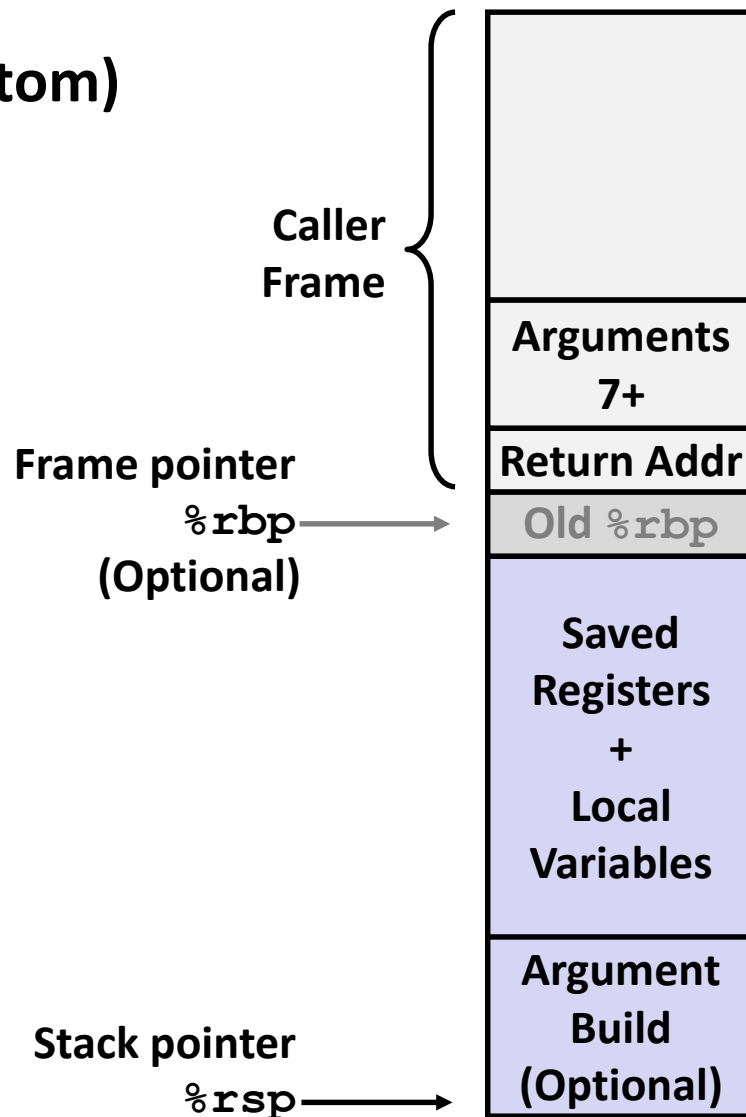 tom)
Caller
Frame
Arguments
7+
Return Addr
Frame pointer
%rbp
(Optional)
Old %rbp
Saved
Registers
+
Local
Variables
Argument
Build
(Optional)
Stack pointer
%rsp